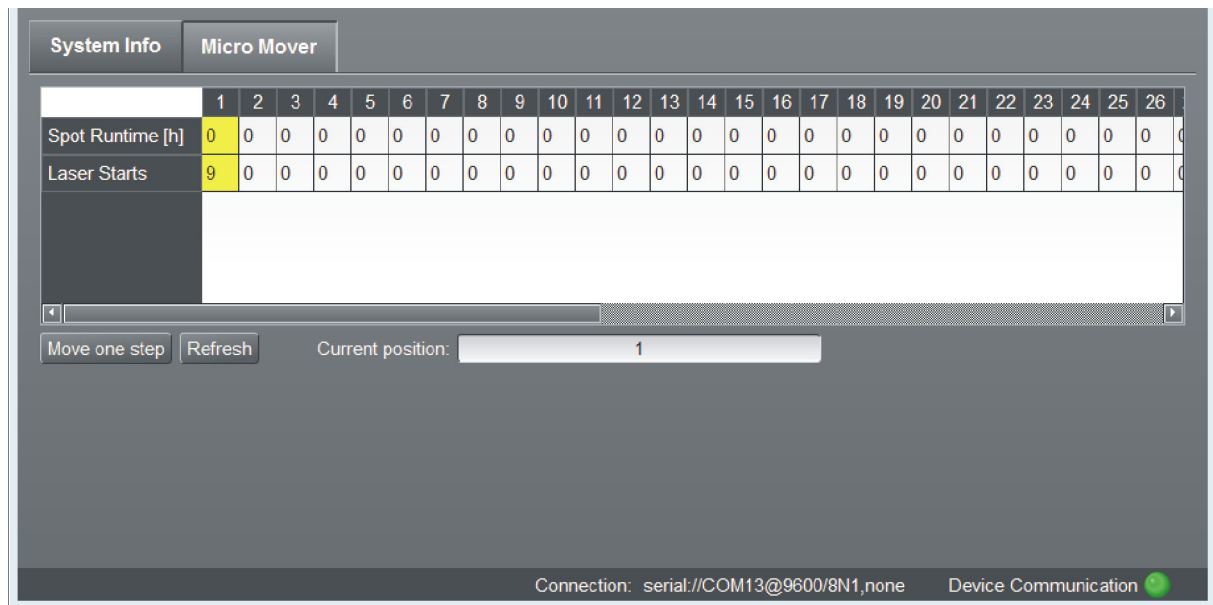 System Info Micro Mover
1 2 3 4 5 6 7 8 9 10 11 12 13 14 15 16 17 18 19 20 21 22 23 24 25 26
Spot Runtime [h] 0 0 0 0 0 0 0 0 0 0 0 0 0 0 0 0 0 0 0 0 0 0 0 0 0 0
Laser Starts 9 0 0 0 0 0 0 0 0 0 0 0 0 0 0 0 0 0 0 0 0 0 0 0 0 0
Move one step Refresh Current position: 1
Connection: serial://COM13@9600/8N1,none Device Communication